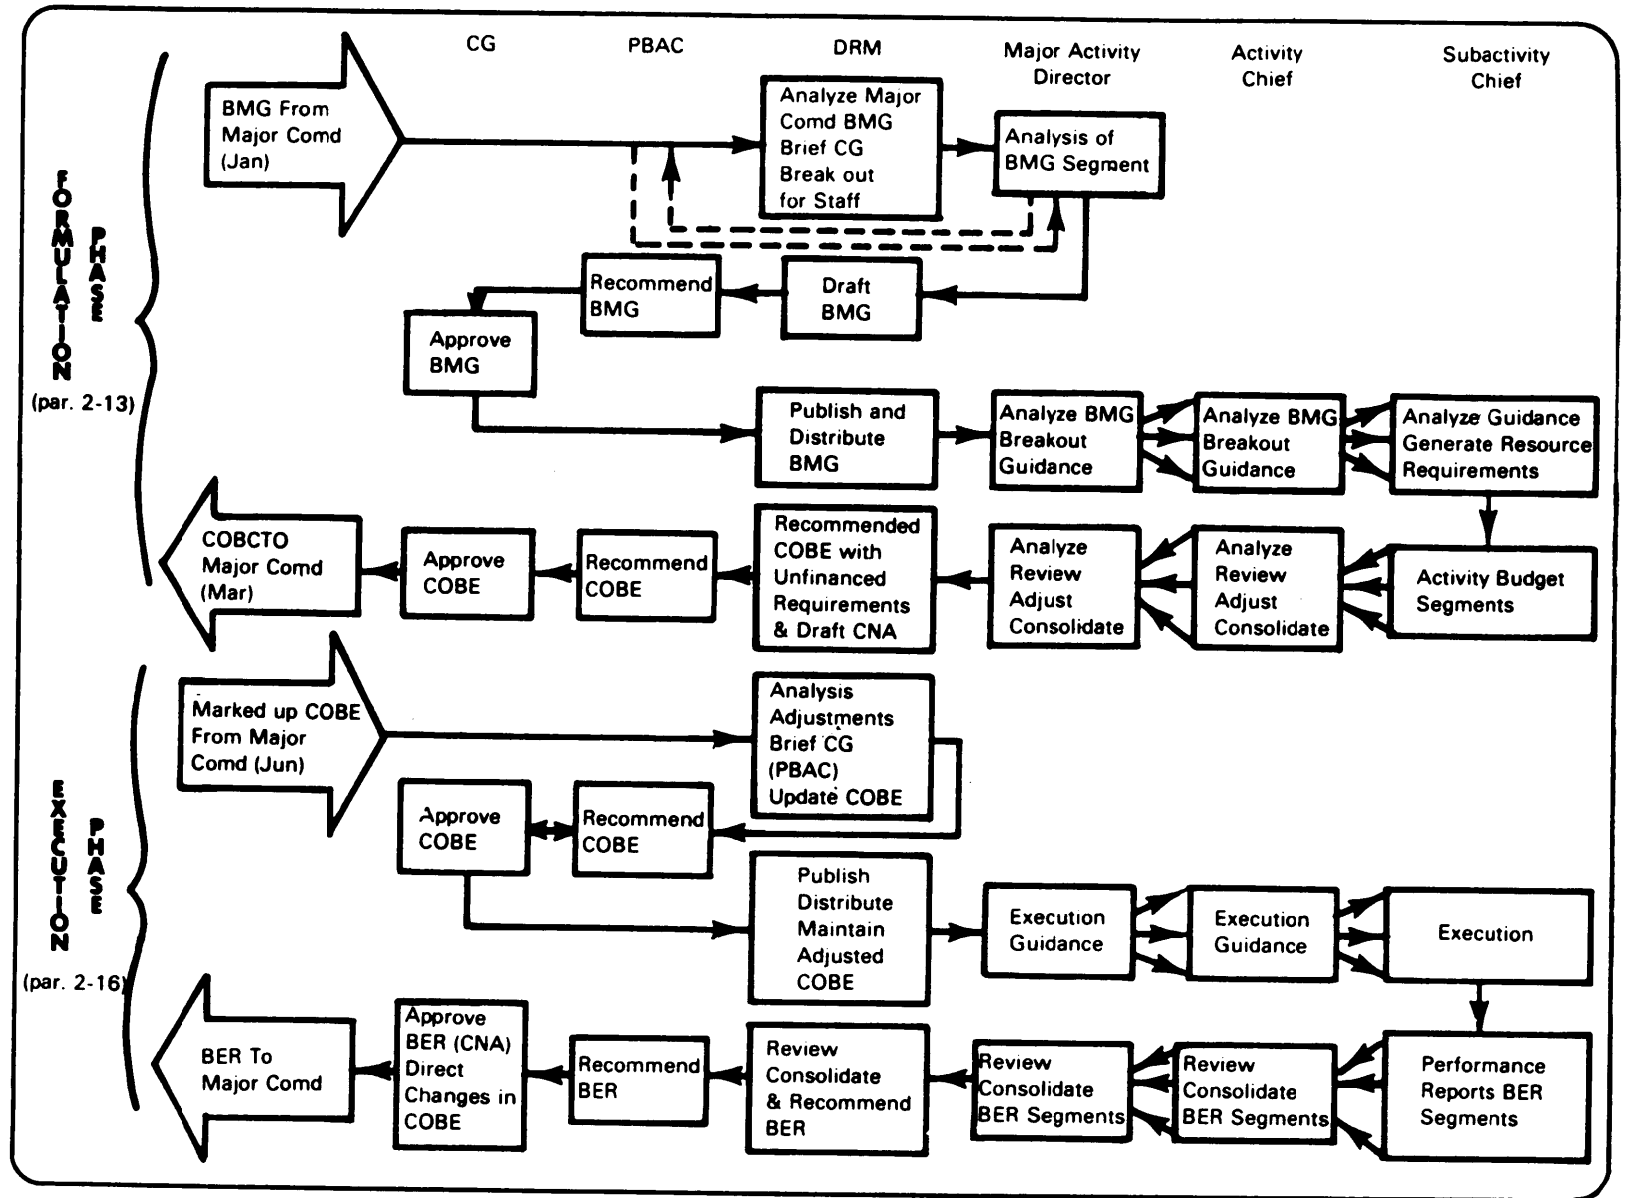 CG
PBAC
DRM
Major Activity
Director
Activity
Chief
Subactivity
Chief
FORMULATION
PHASE
(par. 2-13)
BMG From
Major Comd
(Jan)
Analyze Major
Comd BMG
Brief CG
Break out
for Staff
Analysis of
BMG Segment
Recommend
BMG
Draft
BMG
Approve
BMG
Publish and
Distribute
BMG
Analyze BMG
Breakout
Guidance
Analyze BMG
Breakout
Guidance
Analyze Guidance
Generate Resource
Requirements
COBCTO
Major Comd
(Mar)
Approve
COBE
Recommend
COBE
Recommended
COBE with
Unfinanced
Requirements
& Draft CNA
Analyze
Review
Adjust
Consolidate
Analyze
Review
Adjust
Consolidate
Activity Budget
Segments
EXECUTION
PHASE
(par. 2-16)
Marked up COBE
From Major
Comd (Jun)
Analysis
Adjustments
Brief CG
(PBAC)
Update COBE
Approve
COBE
Recommend
COBE
Publish
Distribute
Maintain
Adjusted
COBE
Execution
Guidance
Execution
Guidance
Execution
BER To
Major Comd
Approve
BER (CNA)
Direct
Changes in
COBE
Recommend
BER
Review
Consolidate
& Recommend
BER
Review
Consolidate
BER Segments
Review
Consolidate
BER Segments
Performance
Reports BER
Segments